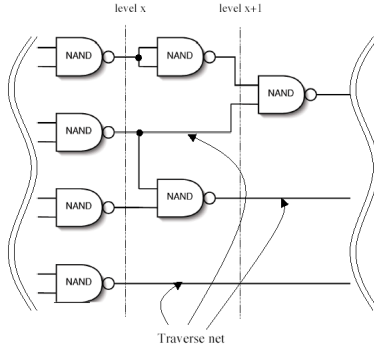 level x level x+1
NAND NAND
NAND
NAND
NAND NAND
NAND
Traverse net